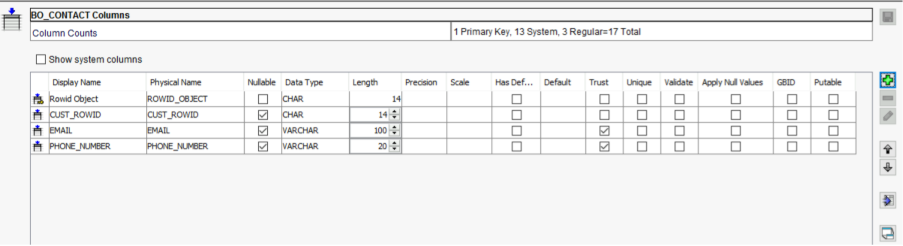 BO_CONTACT Columns
Column Counts 1 Primary Key, 13 System, 3 Regular=17 Total
Show system columns
Display Name Physical Name Nullable Data Type Length Precision Scale Has Def... Default Trust Unique Validate Apply Null Values GBID Putable
Rowid Object ROWID_OBJECT CHAR 14
CUST_ROWID CUST_ROWID CHAR 14
EMAIL EMAIL VARCHAR 100
PHONE_NUMBER PHONE_NUMBER VARCHAR 20